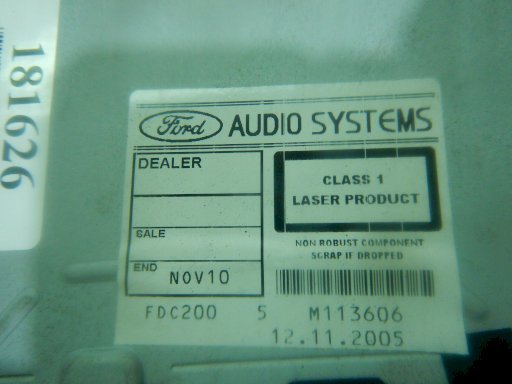 181626
Ford AUDIO SYSTEMS
DEALER
CLASS 1
LASER PRODUCT
SALE
NON ROBUST COMPONENT
SCRAP IF DROPPED
END NOV10
FDC200 5 M113606
12.11.2005